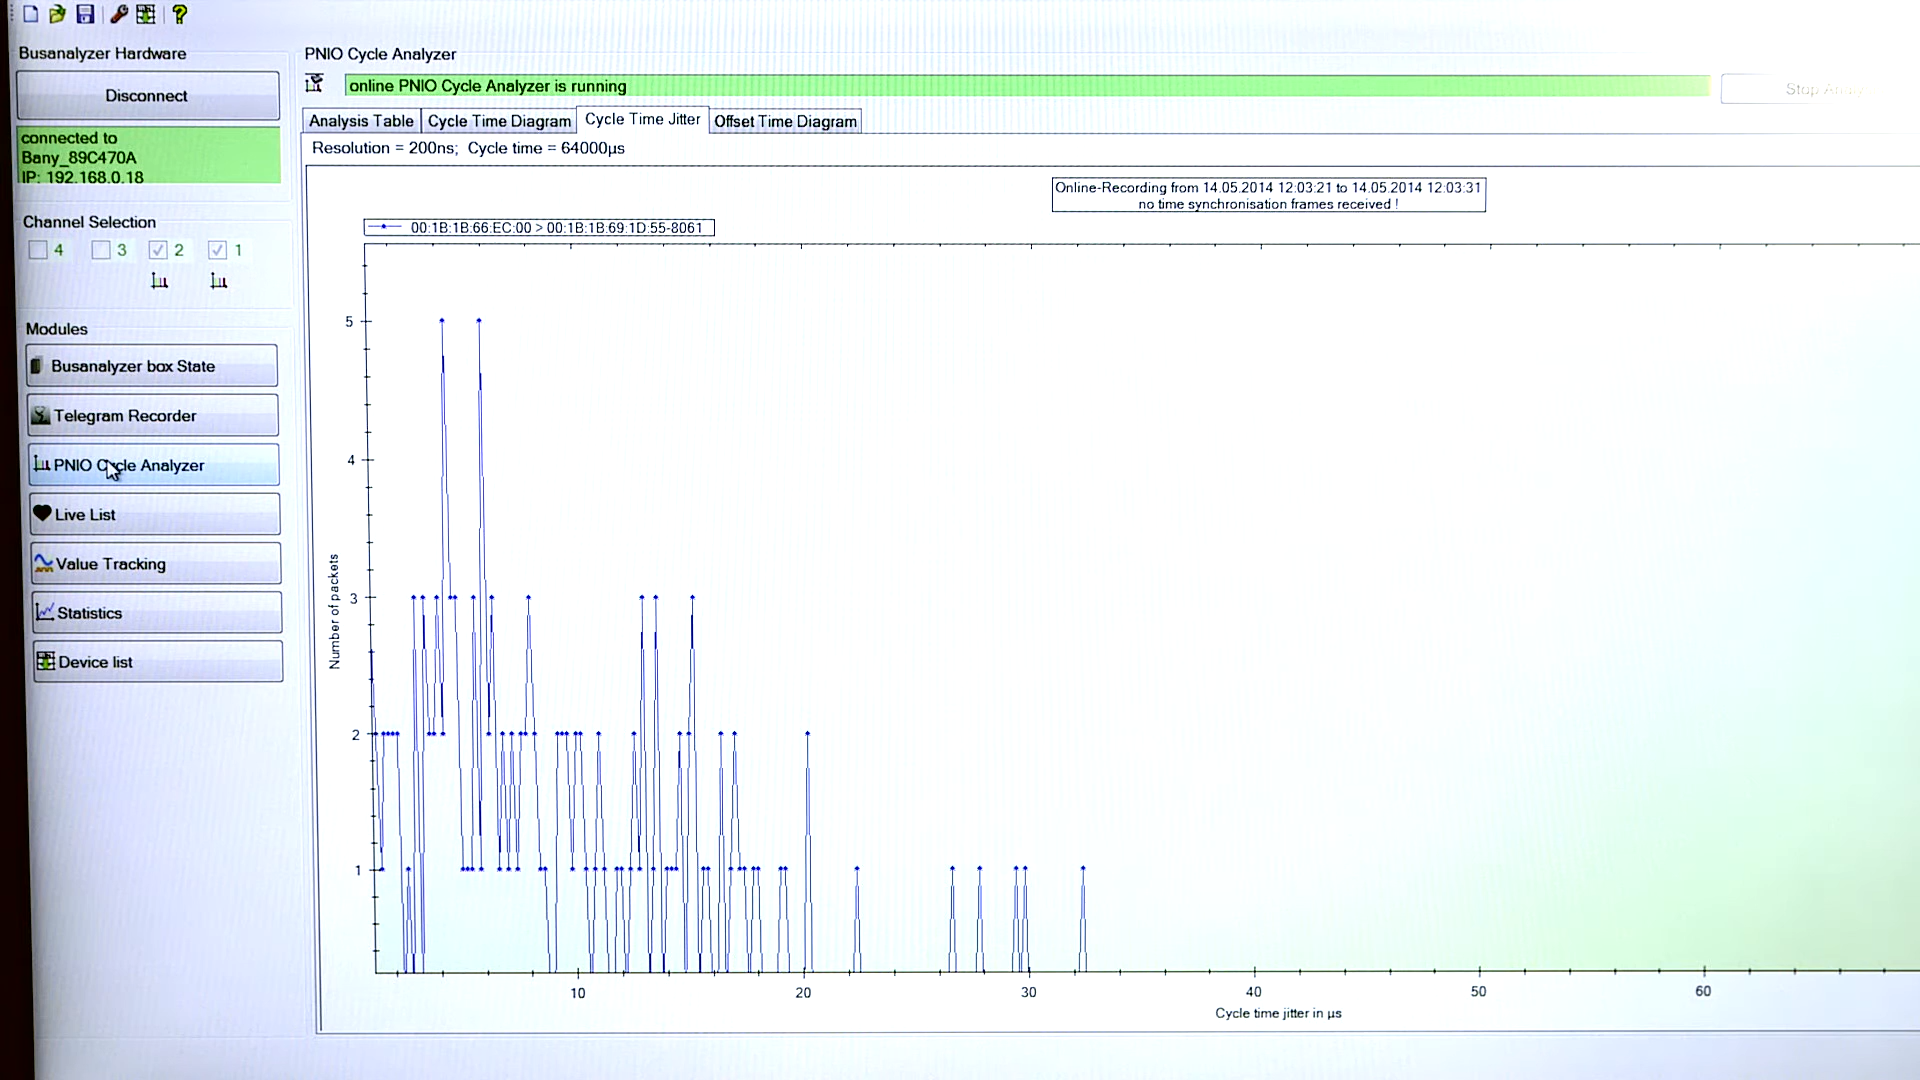 Busanalyzer Hardware
Disconnect
connected to
Bany_89C470A
IP: 192.168.0.18
Channel Selection
4 3 2 1
Modules
Busanalyzer box State
Telegram Recorder
PNIO Cycle Analyzer
Live List
Value Tracking
Statistics
Device list
PNIO Cycle Analyzer
online PNIO Cycle Analyzer is running
Stop
Analysis Table Cycle Time Diagram Cycle Time Jitter Offset Time Diagram
Resolution = 200ns; Cycle time = 64000µs
Online-Recording from 14.05.2014 12:03:21 to 14.05.2014 12:03:31
no time synchronisation frames received !
00:1B:1B:66:EC:00 > 00:1B:1B:69:1D:55-8061
5
4
3
2
1
Number of packets
10 20 30 40 50 60
Cycle time jitter in µs